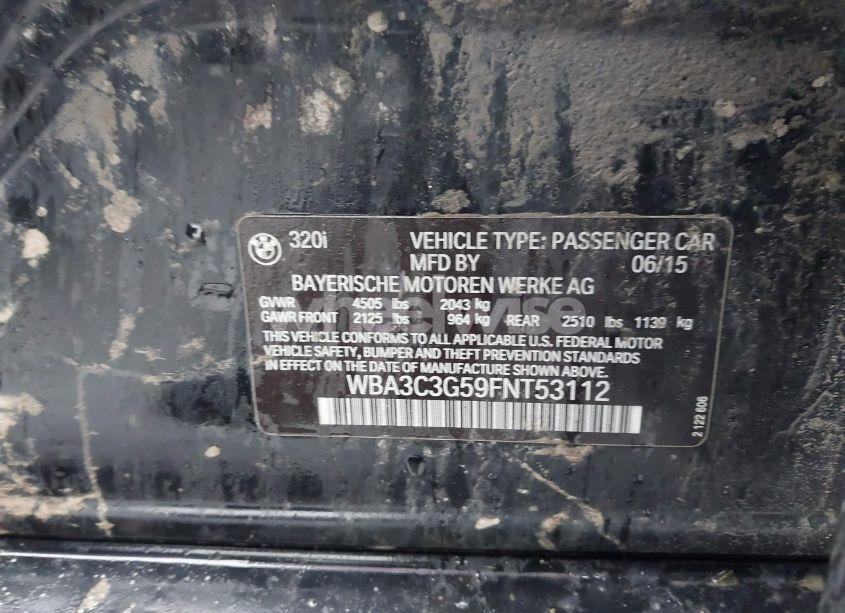 320i VEHICLE TYPE: PASSENGER CAR
MFD BY 06/15
BAYERISCHE MOTOREN WERKE AG
GVWR 4505 lbs 2043 kg
GAWR FRONT 2125 lbs 964 kg REAR 2510 lbs 1139 kg
THIS VEHICLE CONFORMS TO ALL APPLICABLE U.S. FEDERAL MOTOR
VEHICLE SAFETY, BUMPER AND THEFT PREVENTION STANDARDS
IN EFFECT ON THE DATE OF MANUFACTURE SHOWN ABOVE.
WBA3C3G59FNT53112
2 122 606